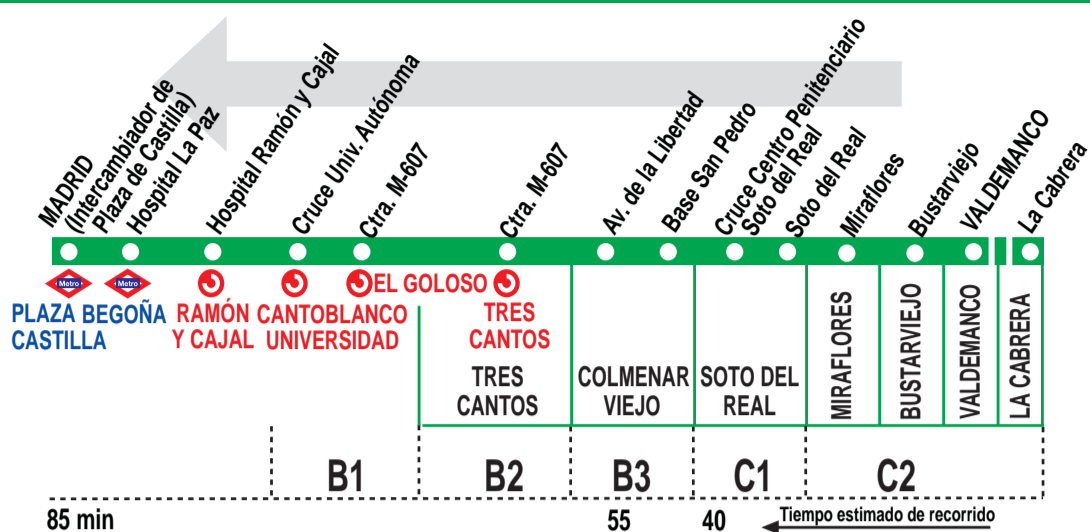 MADRID
(Intercambiador de
Plaza de Castilla)
Hospital La Paz
Hospital Ramón y Cajal
Cruce Univ. Autónoma
Ctra. M-607
Ctra. M-607
Av. de la Libertad
Base San Pedro
Cruce Centro Penitenciario
Soto del Real
Soto del Real
Miraflores
Bustarviejo
VALDEMANCO
La Cabrera
Metro
Metro
PLAZA
CASTILLA
BEGOÑA
RAMÓN
Y CAJAL
CANTOBLANCO
UNIVERSIDAD
EL GOLOSO
TRES
CANTOS
TRES
CANTOS
COLMENAR
VIEJO
SOTO DEL
REAL
MIRAFLORES
BUSTARVIEJO
VALDEMANCO
LA CABRERA
B1
B2
B3
C1
C2
85 min
55
40
Tiempo estimado de recorrido